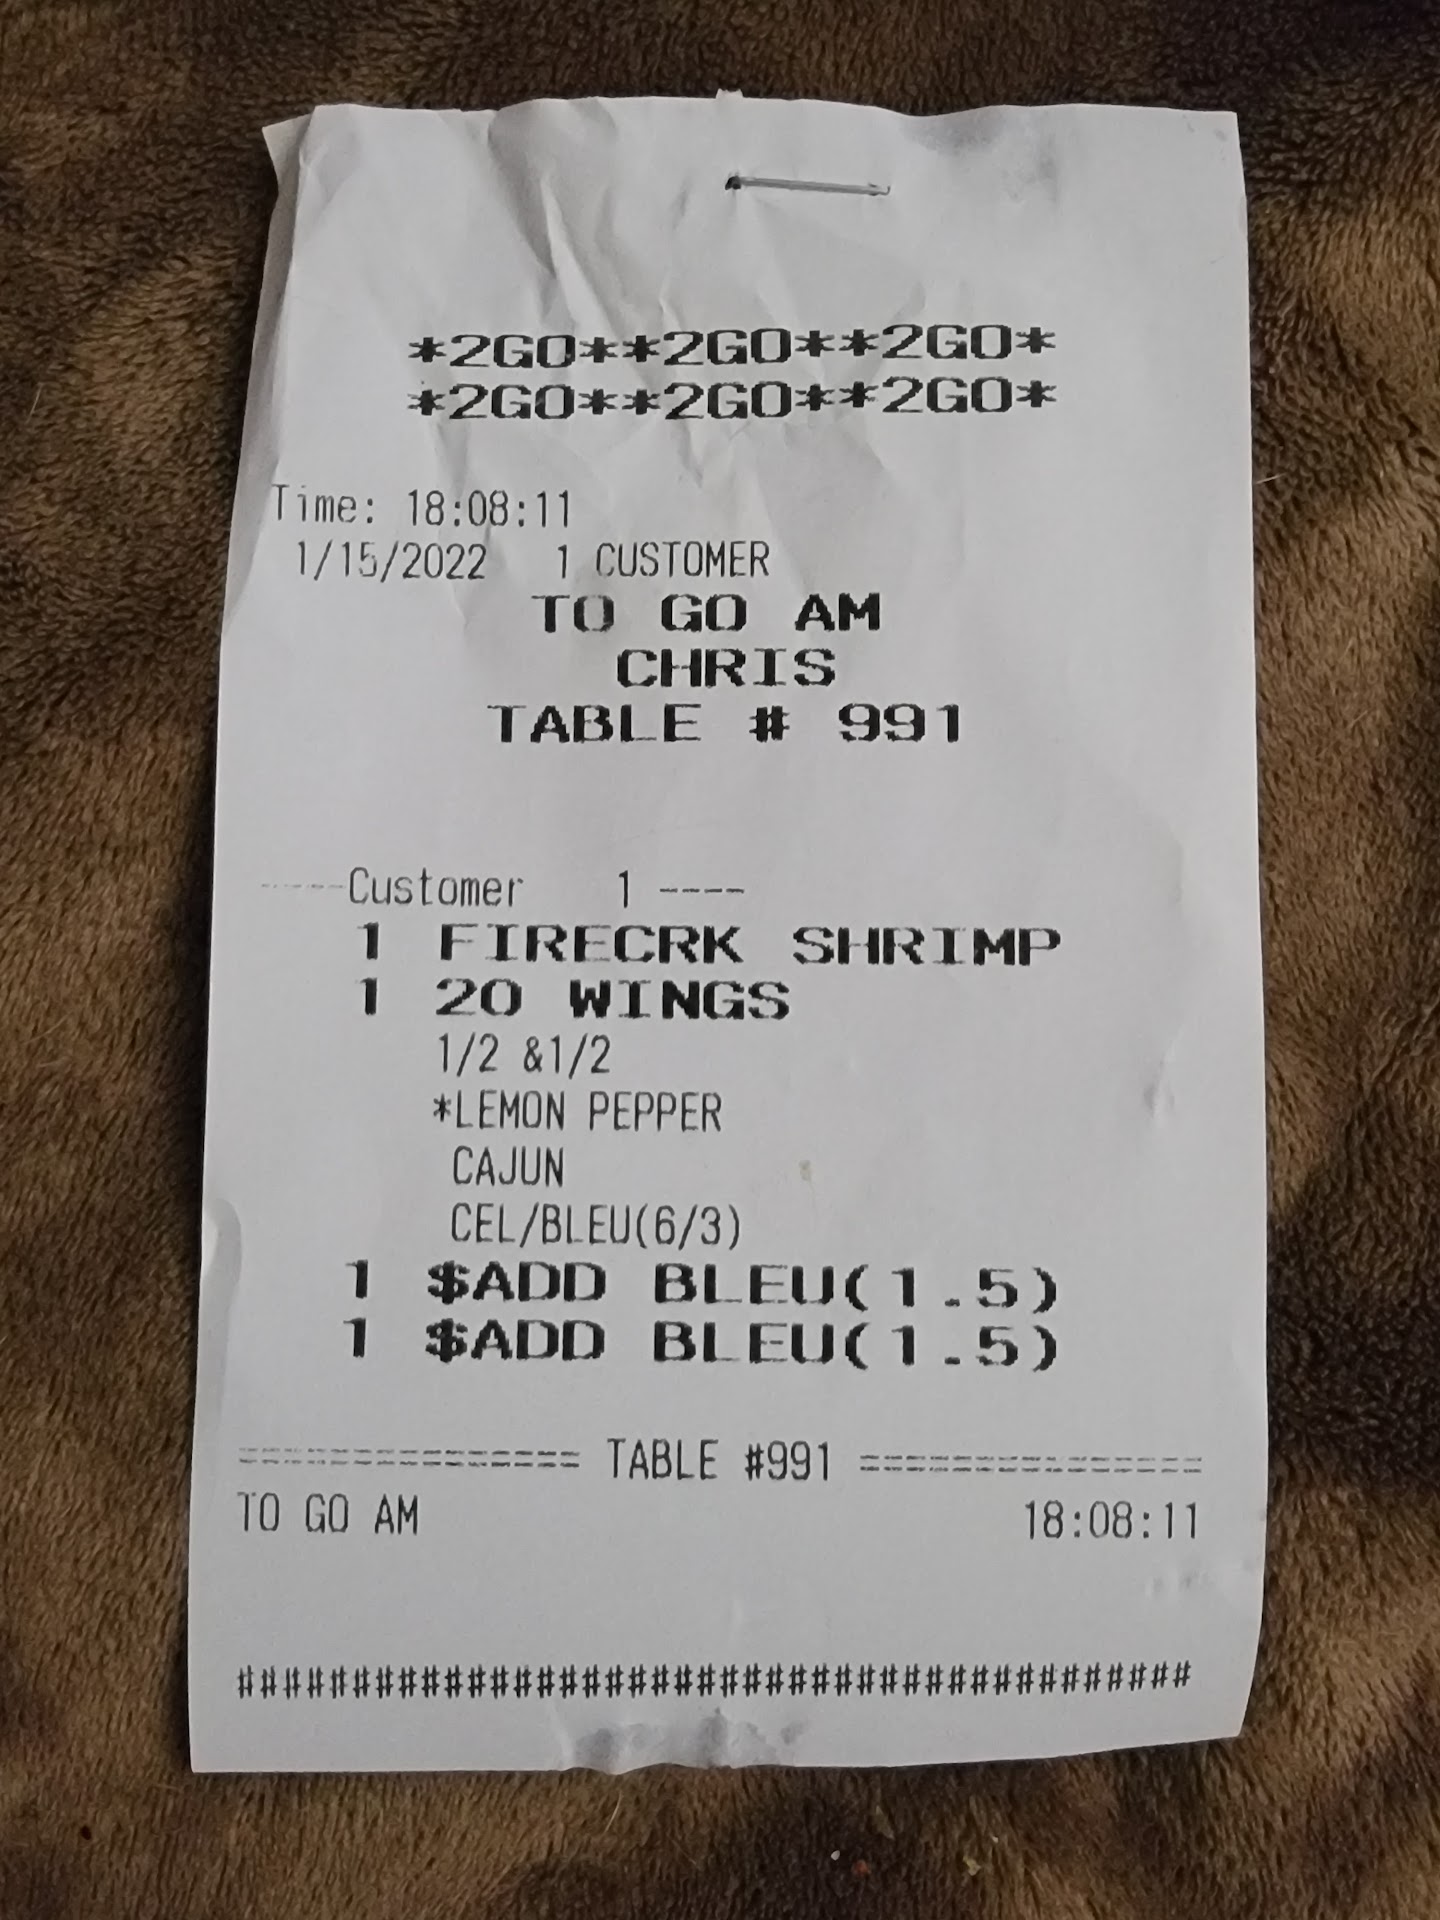 *2GO**2GO**2GO*
*2GO**2GO**2GO*
Time: 18:08:11
1/15/2022 1 CUSTOMER
TO GO AM
CHRIS
TABLE # 991
-----Customer 1 ----
1 FIRECRK SHRIMP
1 20 WINGS
1/2 &1/2
*LEMON PEPPER
CAJUN
CEL/BLEU(6/3)
1 $ADD BLEU(1.5)
1 $ADD BLEU(1.5)
=============== TABLE #991 ===============
TO GO AM 18:08:11
##########################################